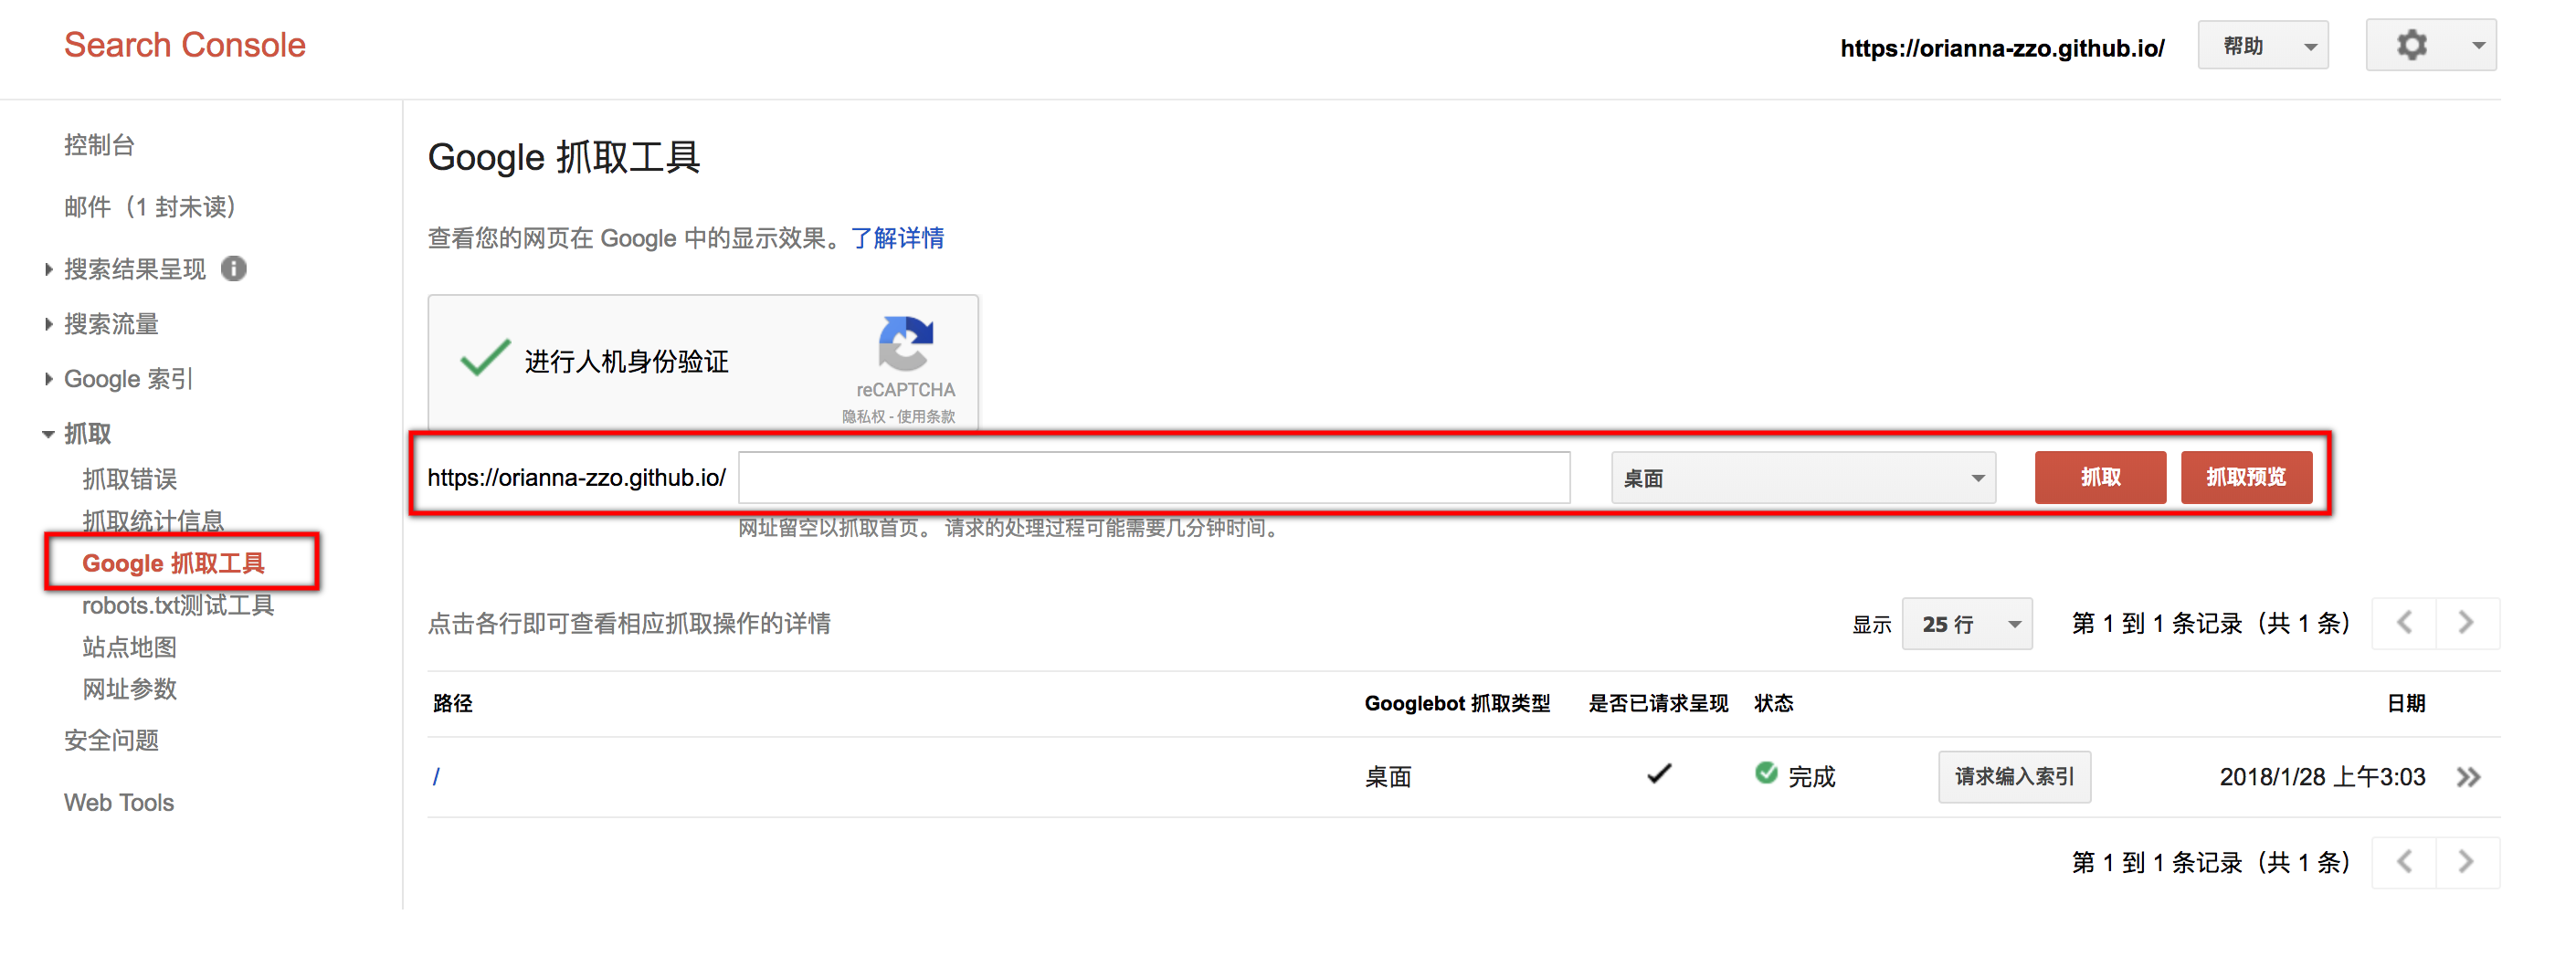 Search Console
https://orianna-zzo.github.io/
帮助
控制台
邮件（1 封未读）
搜索结果呈现
搜索流量
Google 索引
抓取
抓取错误
抓取统计信息
Google 抓取工具
robots.txt测试工具
站点地图
网址参数
安全问题
Web Tools
Google 抓取工具
查看您的网页在 Google 中的显示效果。了解详情
进行人机身份验证
reCAPTCHA
隐私权 - 使用条款
https://orianna-zzo.github.io/ 桌面 抓取 抓取预览
网址留空以抓取首页。 请求的处理过程可能需要几分钟时间。
点击各行即可查看相应抓取操作的详情 显示 25 行 第 1 到 1 条记录（共 1 条）
路径 Googlebot 抓取类型 是否已请求呈现 状态 日期
/ 桌面 完成 请求编入索引 2018/1/28 上午3:03
第 1 到 1 条记录（共 1 条）